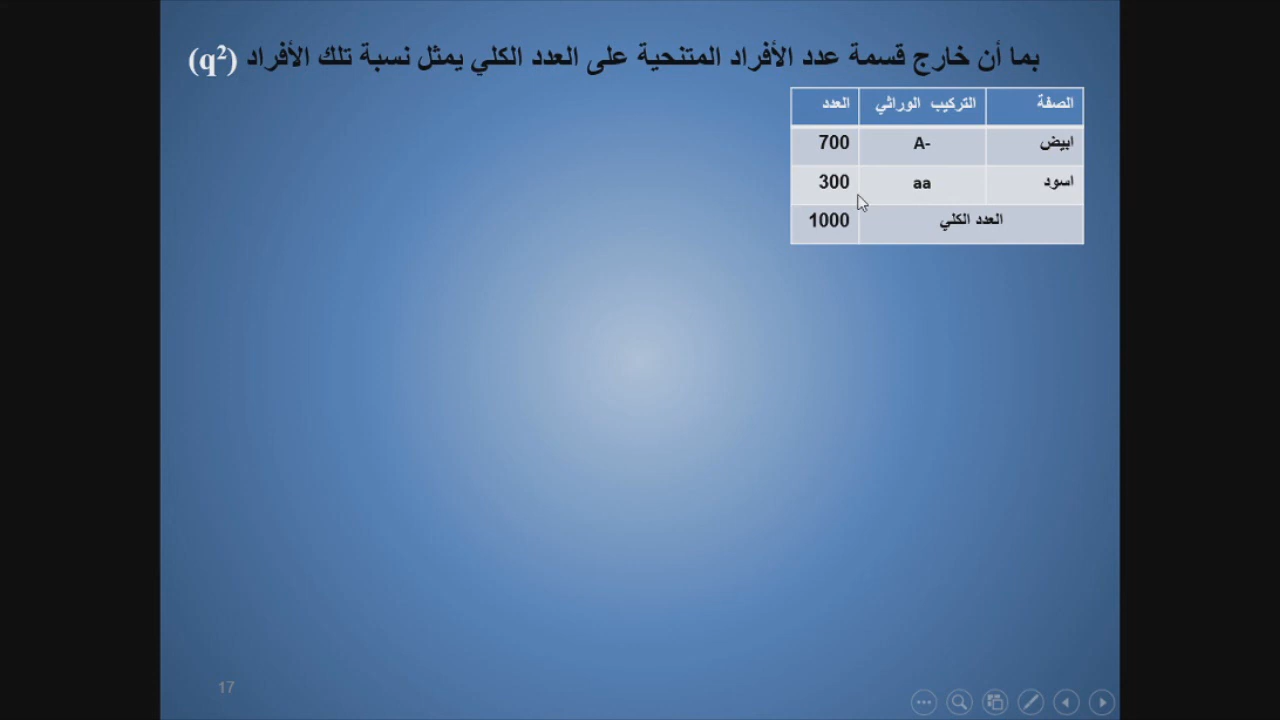 بما أن خارج قسمة عدد الأفراد المتنحية على العدد الكلي يمثل نسبة تلك الأفراد (q²)
الصفة التركيب الوراثي العدد
ابيض A- 700
اسود aa 300
العدد الكلي 1000
17